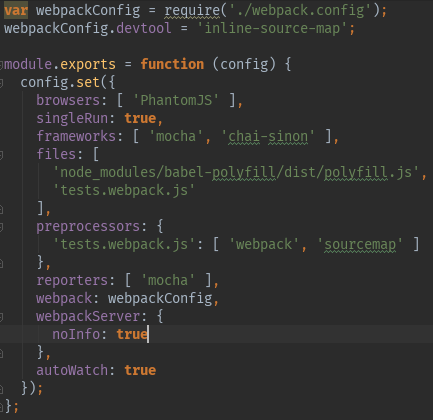 var webpackConfig = require('./webpack.config');
webpackConfig.devtool = 'inline-source-map';

module.exports = function (config) {
  config.set({
    browsers: [ 'PhantomJS' ],
    singleRun: true,
    frameworks: [ 'mocha', 'chai-sinon' ],
    files: [
      'node_modules/babel-polyfill/dist/polyfill.js',
      'tests.webpack.js'
    ],
    preprocessors: {
      'tests.webpack.js': [ 'webpack', 'sourcemap' ]
    },
    reporters: [ 'mocha' ],
    webpack: webpackConfig,
    webpackServer: {
      noInfo: true
    },
    autoWatch: true
  });
};